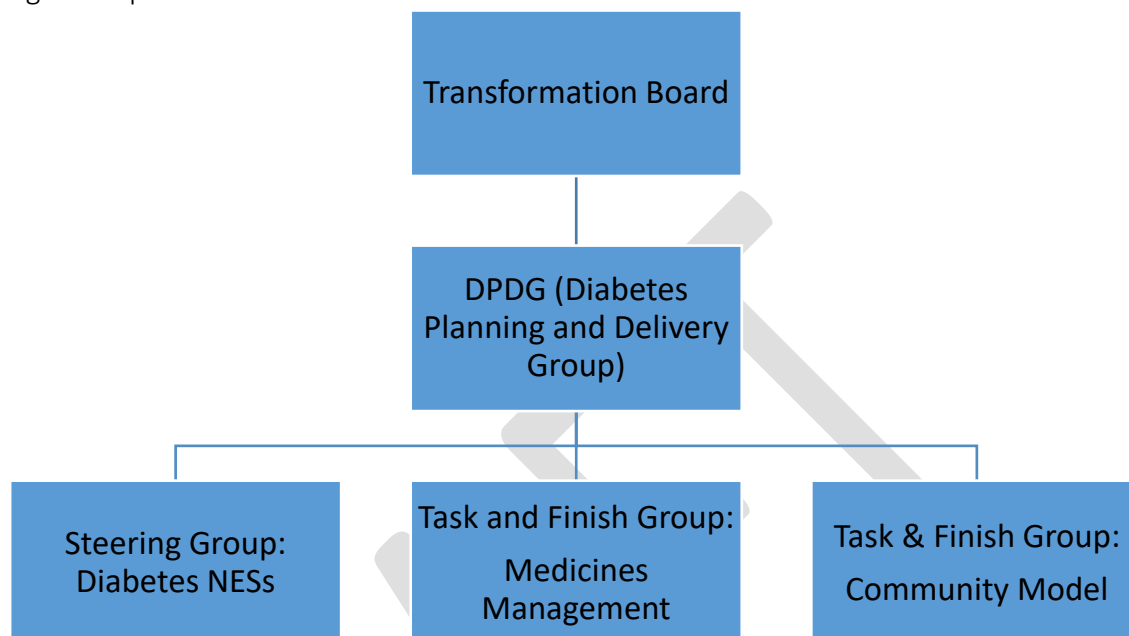 Transformation Board
DPDG (Diabetes
Planning and Delivery
Group)
Steering Group:
Diabetes NESs
Task and Finish Group:
Medicines
Management
Task & Finish Group:
Community Model